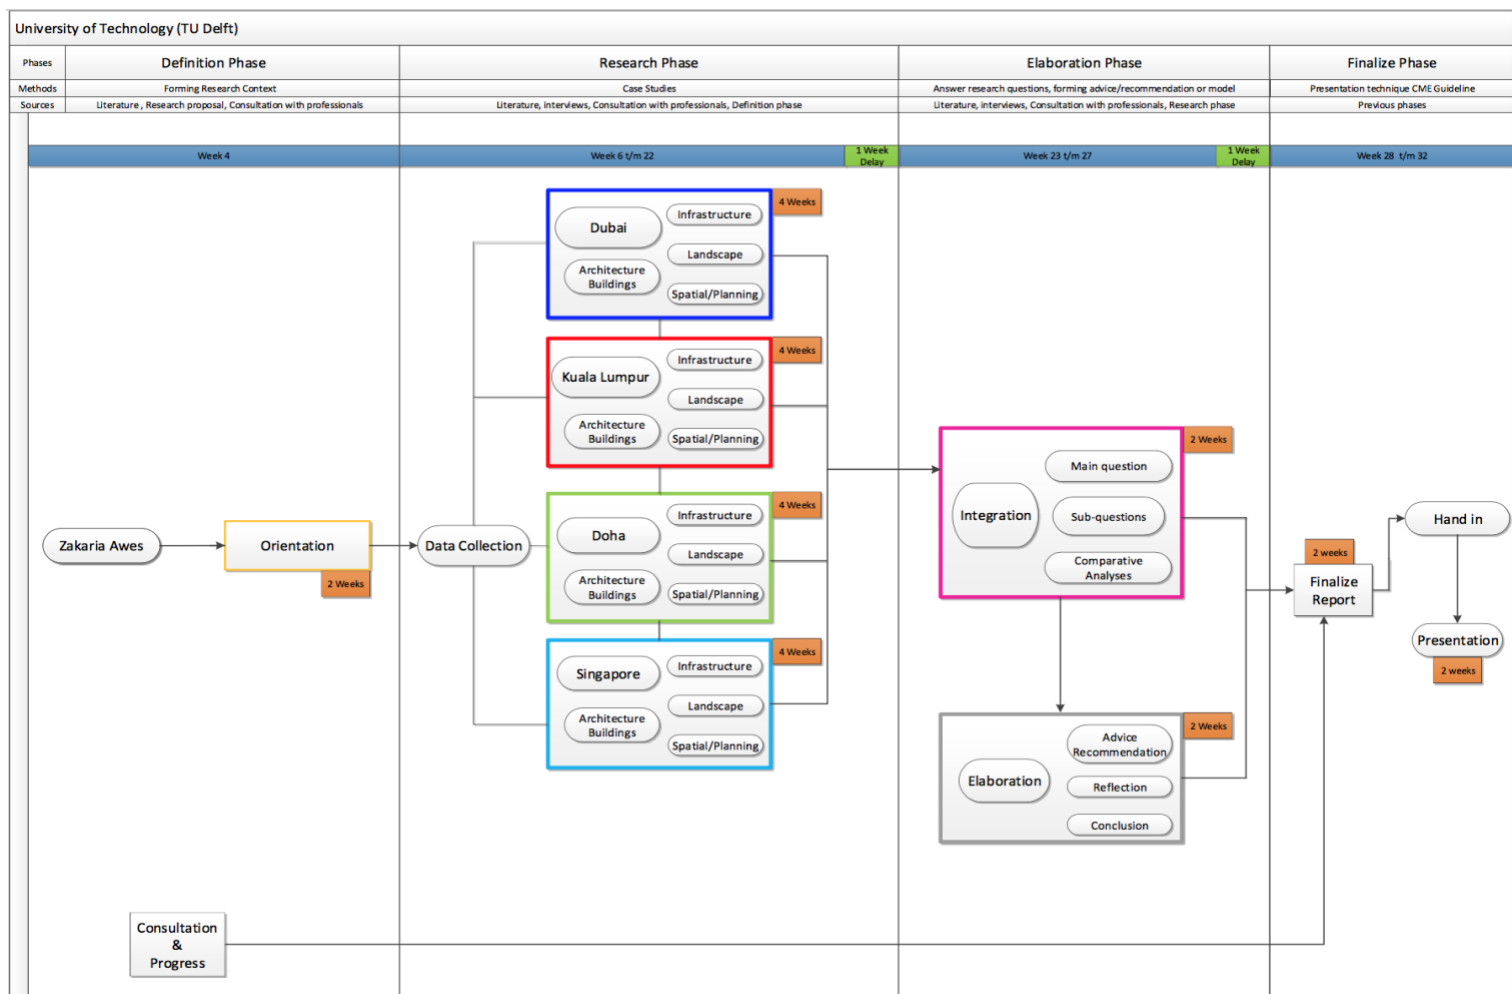 University of Technology (TU Delft)
Phases
Definition Phase
Research Phase
Elaboration Phase
Finalize Phase
Methods
Forming Research Context
Case Studies
Answer research questions, forming advice/recommendation or model
Presentation technique CME Guideline
Sources
Literature , Research proposal, Consultation with professionals
Literature, interviews, Consultation with professionals, Definition phase
Literature, interviews, Consultation with professionals, Research phase
Previous phases
Week 4
Week 6 t/m 22
1 Week
Delay
Week 23 t/m 27
1 Week
Delay
Week 28 t/m 32
Zakaria Awes
Orientation
2 Weeks
Data Collection
Dubai
Architecture
Buildings
Infrastructure
Landscape
Spatial/Planning
4 Weeks
Kuala Lumpur
Architecture
Buildings
Infrastructure
Landscape
Spatial/Planning
4 Weeks
Doha
Architecture
Buildings
Infrastructure
Landscape
Spatial/Planning
4 Weeks
Singapore
Architecture
Buildings
Infrastructure
Landscape
Spatial/Planning
4 Weeks
Integration
Main question
Sub-questions
Comparative
Analyses
2 Weeks
Elaboration
Advice
Recommendation
Reflection
Conclusion
2 Weeks
2 weeks
Finalize
Report
Hand in
Presentation
2 weeks
Consultation
&
Progress